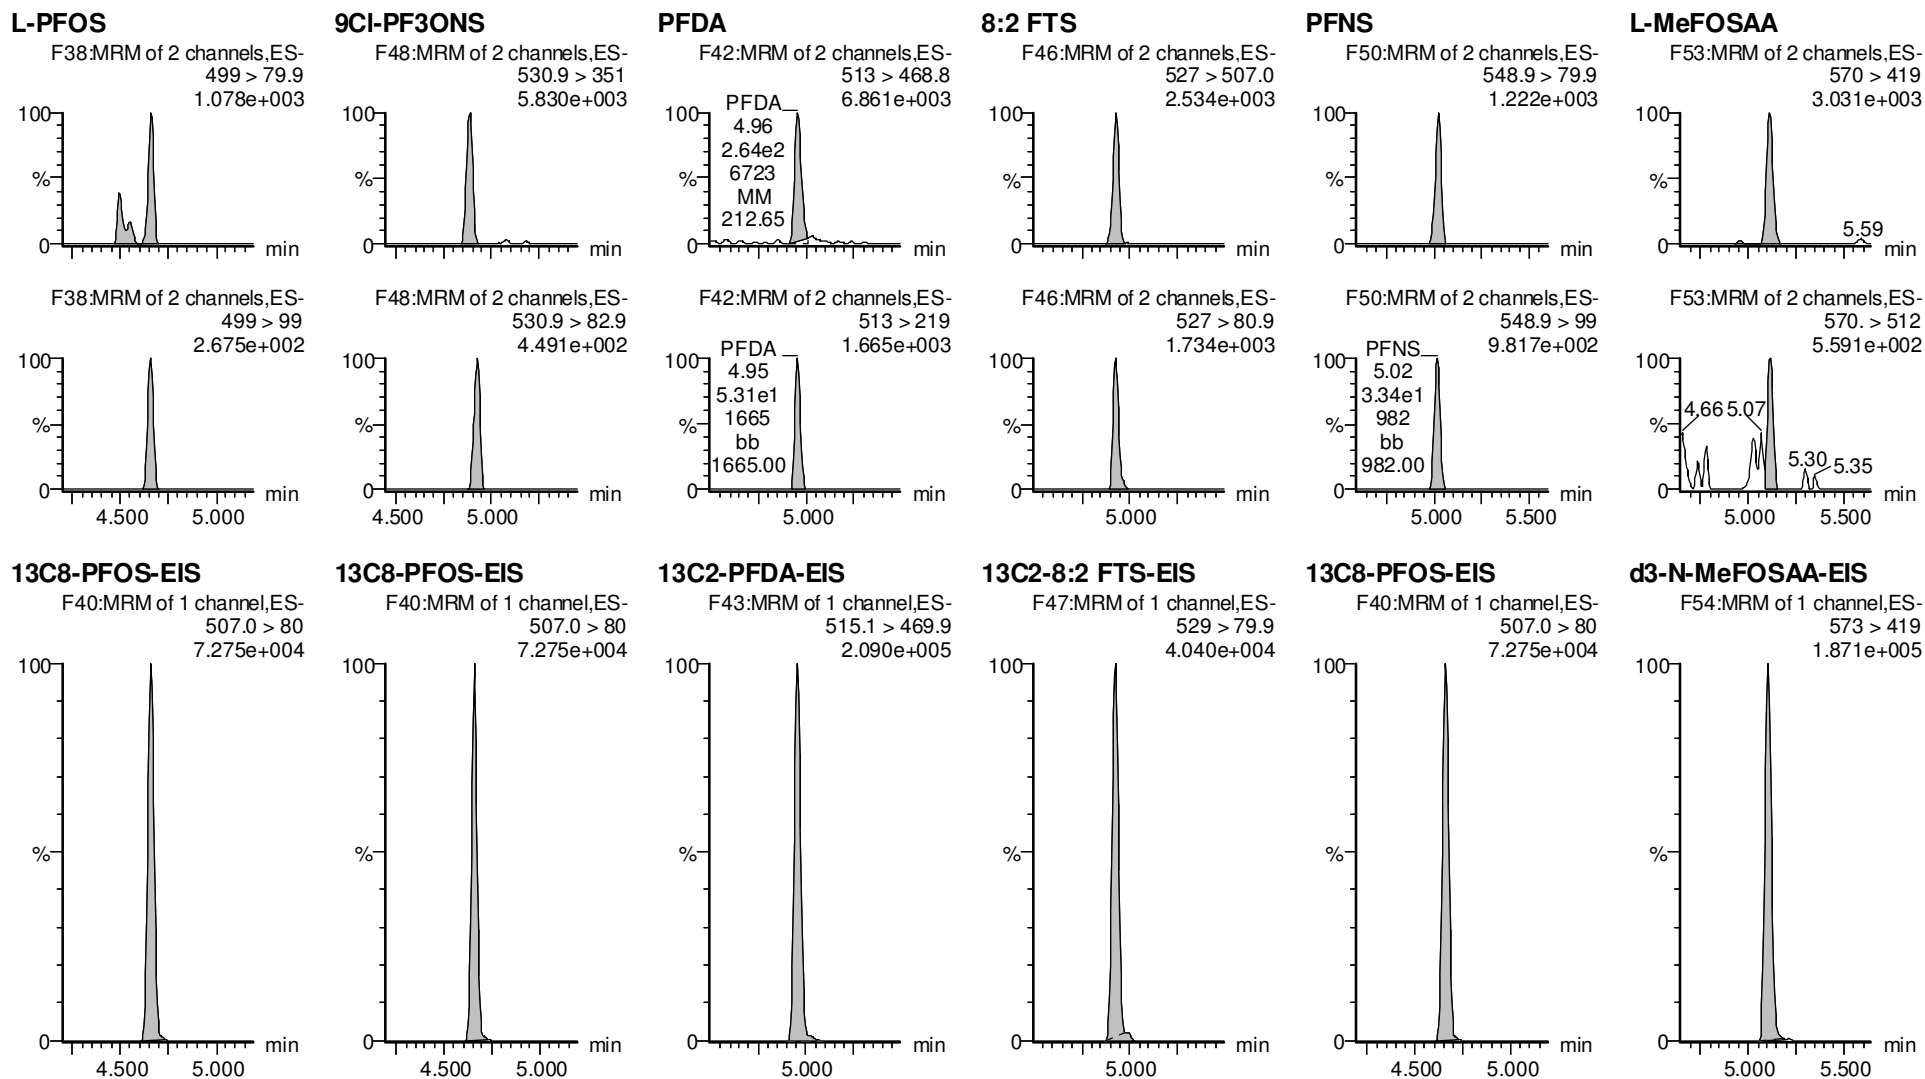 L-PFOS
F38:MRM of 2 channels,ES-
499 > 79.9
1.078e+003
100
%
0
min
F38:MRM of 2 channels,ES-
499 > 99
2.675e+002
100
%
0
min
4.500 5.000
9Cl-PF3ONS
F48:MRM of 2 channels,ES-
530.9 > 351
5.830e+003
100
%
0
min
F48:MRM of 2 channels,ES-
530.9 > 82.9
4.491e+002
100
%
0
min
4.500 5.000
PFDA
F42:MRM of 2 channels,ES-
513 > 468.8
6.861e+003
PFDA
4.96
2.64e2
6723
MM
212.65
100
%
0
min
F42:MRM of 2 channels,ES-
513 > 219
1.665e+003
PFDA
4.95
5.31e1
1665
bb
1665.00
100
%
0
min
5.000
8:2 FTS
F46:MRM of 2 channels,ES-
527 > 507.0
2.534e+003
100
%
0
min
F46:MRM of 2 channels,ES-
527 > 80.9
1.734e+003
100
%
0
min
5.000
PFNS
F50:MRM of 2 channels,ES-
548.9 > 79.9
1.222e+003
100
%
0
min
F50:MRM of 2 channels,ES-
548.9 > 99
9.817e+002
PFNS
5.02
3.34e1
982
bb
982.00
100
%
0
min
5.000 5.500
L-MeFOSAA
F53:MRM of 2 channels,ES-
570 > 419
3.031e+003
100
%
0
5.59
min
F53:MRM of 2 channels,ES-
570. > 512
5.591e+002
100
%
0
4.66 5.07
5.30 5.35
min
5.000 5.500
13C8-PFOS-EIS
F40:MRM of 1 channel,ES-
507.0 > 80
7.275e+004
100
%
0
min
4.500 5.000
13C8-PFOS-EIS
F40:MRM of 1 channel,ES-
507.0 > 80
7.275e+004
100
%
0
min
4.500 5.000
13C2-PFDA-EIS
F43:MRM of 1 channel,ES-
515.1 > 469.9
2.090e+005
100
%
0
min
5.000
13C2-8:2 FTS-EIS
F47:MRM of 1 channel,ES-
529 > 79.9
4.040e+004
100
%
0
min
5.000
13C8-PFOS-EIS
F40:MRM of 1 channel,ES-
507.0 > 80
7.275e+004
100
%
0
min
4.500 5.000
d3-N-MeFOSAA-EIS
F54:MRM of 1 channel,ES-
573 > 419
1.871e+005
100
%
0
min
5.000 5.500